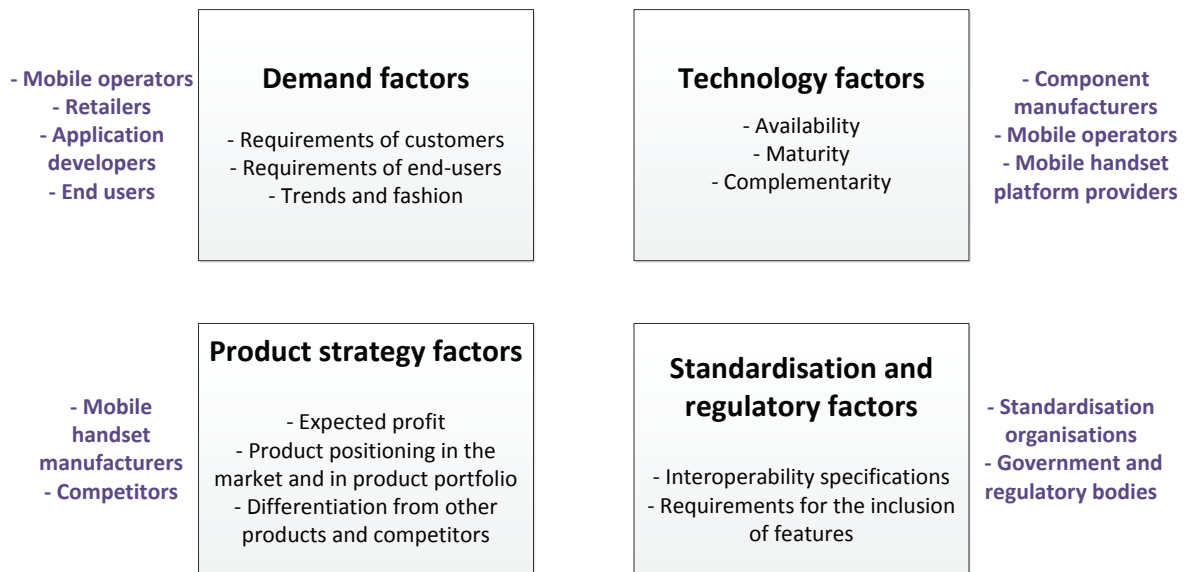 - Mobile operators
- Retailers
- Application
developers
- End users
Demand factors
- Requirements of customers
- Requirements of end-users
- Trends and fashion
Technology factors
- Availability
- Maturity
- Complementarity
- Component
manufacturers
- Mobile operators
- Mobile handset
platform providers
- Mobile
handset
manufacturers
- Competitors
Product strategy factors
- Expected profit
- Product positioning in the
market and in product portfolio
- Differentiation from other
products and competitors
Standardisation and
regulatory factors
- Interoperability specifications
- Requirements for the inclusion
of features
- Standardisation
organisations
- Government and
regulatory bodies